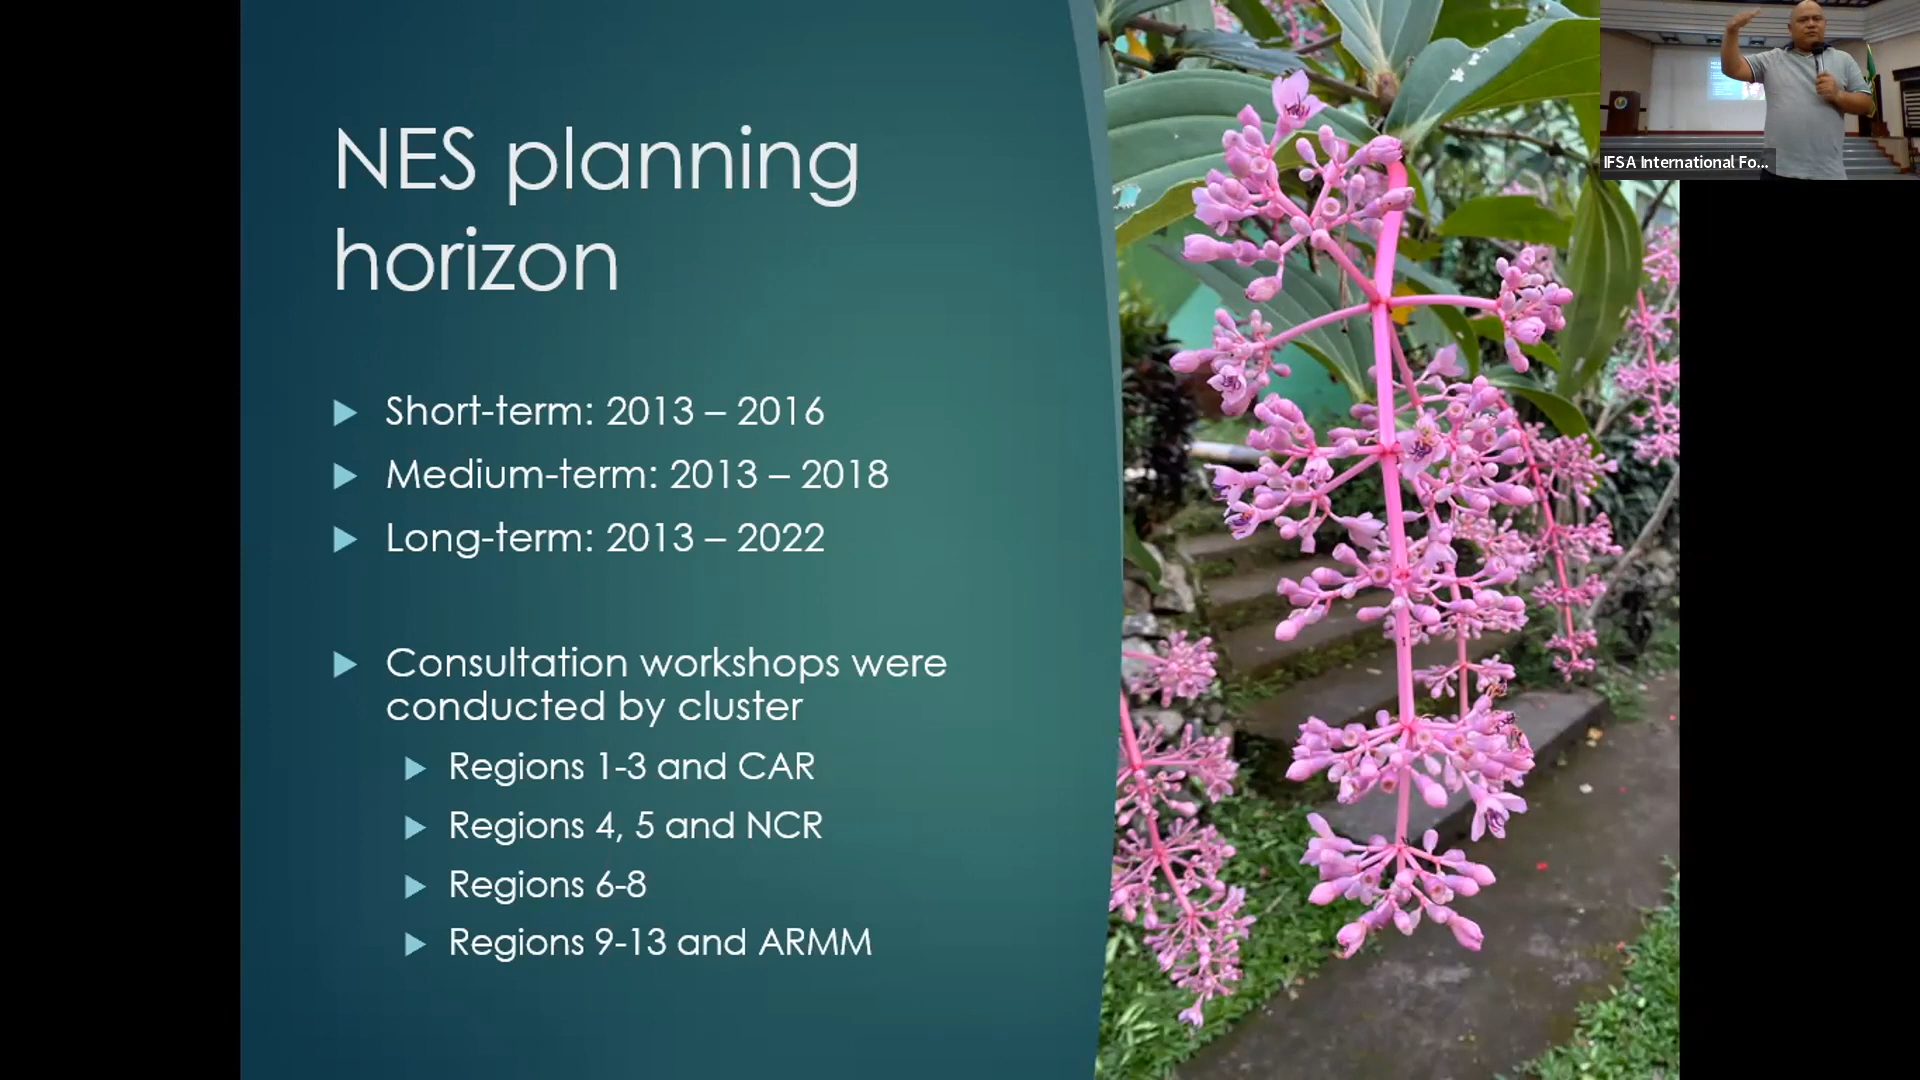 NES planning
horizon
Short-term: 2013 – 2016
Medium-term: 2013 – 2018
Long-term: 2013 – 2022
Consultation workshops were
conducted by cluster
Regions 1-3 and CAR
Regions 4, 5 and NCR
Regions 6-8
Regions 9-13 and ARMM
IFSA International Fo...